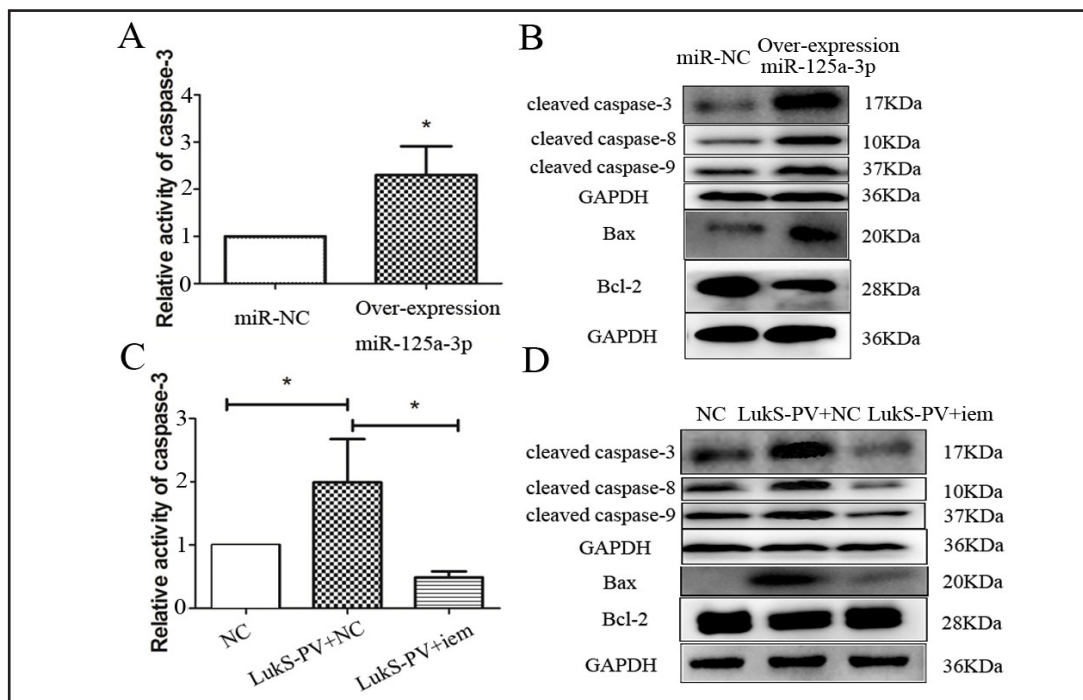 A
Relative activity of caspase-3
4
3
2
1
0
*
miR-NC
Over-expression
miR-125a-3p
B
miR-NC
Over-expression
miR-125a-3p
cleaved caspase-3 17KDa
cleaved caspase-8 10KDa
cleaved caspase-9 37KDa
GAPDH 36KDa
Bax 20KDa
Bcl-2 28KDa
GAPDH 36KDa
C
Relative activity of caspase-3
3
2
1
0
*
*
NC
LukS-PV+NC
LukS-PV+iem
D
NC LukS-PV+NC LukS-PV+iem
cleaved caspase-3 17KDa
cleaved caspase-8 10KDa
cleaved caspase-9 37KDa
GAPDH 36KDa
Bax 20KDa
Bcl-2 28KDa
GAPDH 36KDa